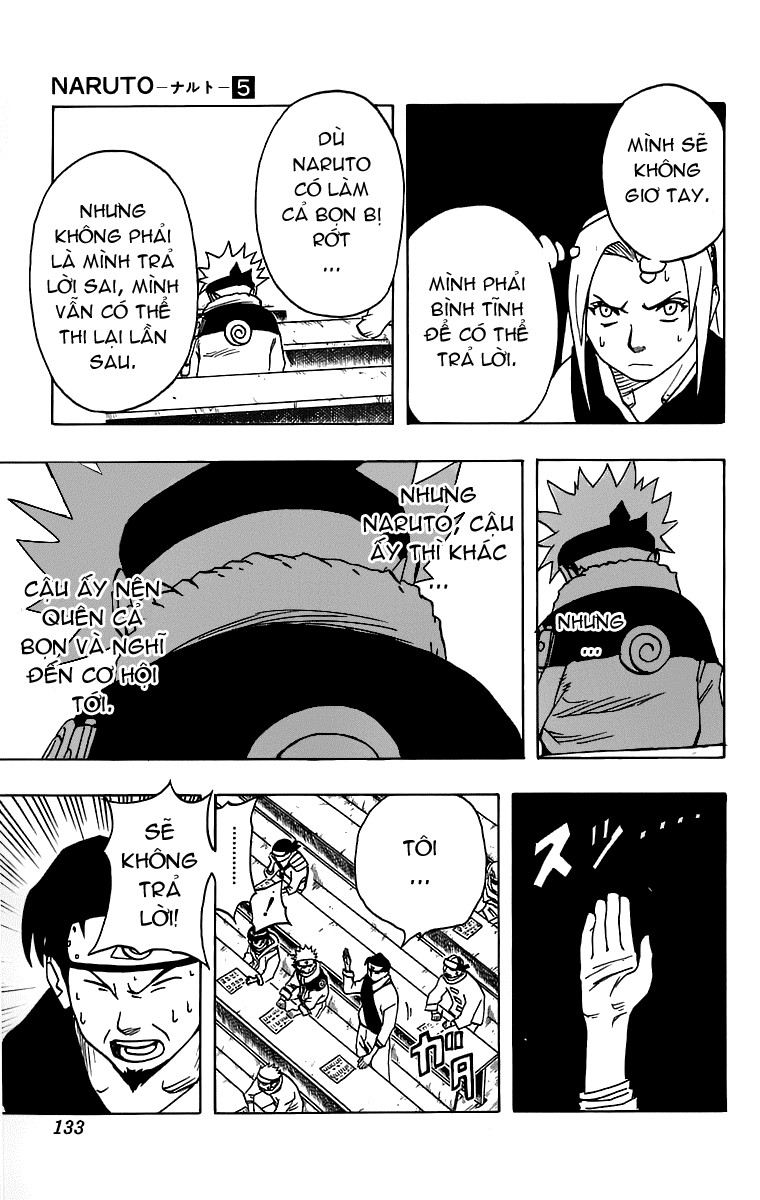 NARUTO—ナルト—5
MÌNH SẼ
KHÔNG
GIƠ TAY.
MÌNH PHẢI
BÌNH TĨNH
ĐỂ CÓ THỂ
TRẢ LỜI.
DÙ
NARUTO
CÓ LÀM
CẢ BỌN BỊ
RỚT
...
NHƯNG
KHÔNG PHẢI
LÀ MÌNH TRẢ
LỜI SAI, MÌNH
VẪN CÓ THỂ
THI LẠI LẦN
SAU.
NHƯNG
...
NHƯNG
NARUTO, CẬU
ẤY THÌ KHÁC
...
CẬU ẤY NÊN
QUÊN CẢ
BỌN VÀ NGHĨ
ĐẾN CƠ HỘI
TỚI.
スッ....
TÔI
...
ガタ
.........
!
SẼ
KHÔNG
TRẢ
LỜI!
133